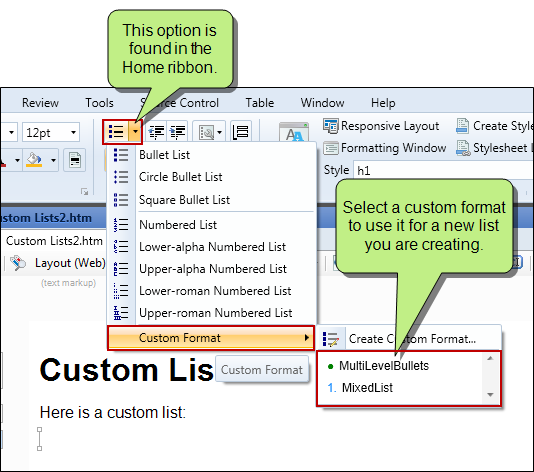 This option is
found in the
Home ribbon.
Review Tools Source Control Table Window Help
12pt
Responsive Layout Create Style
Formatting Window Stylesheet L
Style h1
Bullet List
Circle Bullet List
Square Bullet List
Numbered List
Lower-alpha Numbered List
Upper-alpha Numbered List
Lower-roman Numbered List
Upper-roman Numbered List
Custom Format
Select a custom format
to use it for a new list
you are creating.
ustom Lists2.htm
Custom Lists2.htm
Layout (Web)
(text markup)
Create Custom Format...
MultiLevelBullets
1. MixedList
Custom Lis
Custom Format
Here is a custom list: